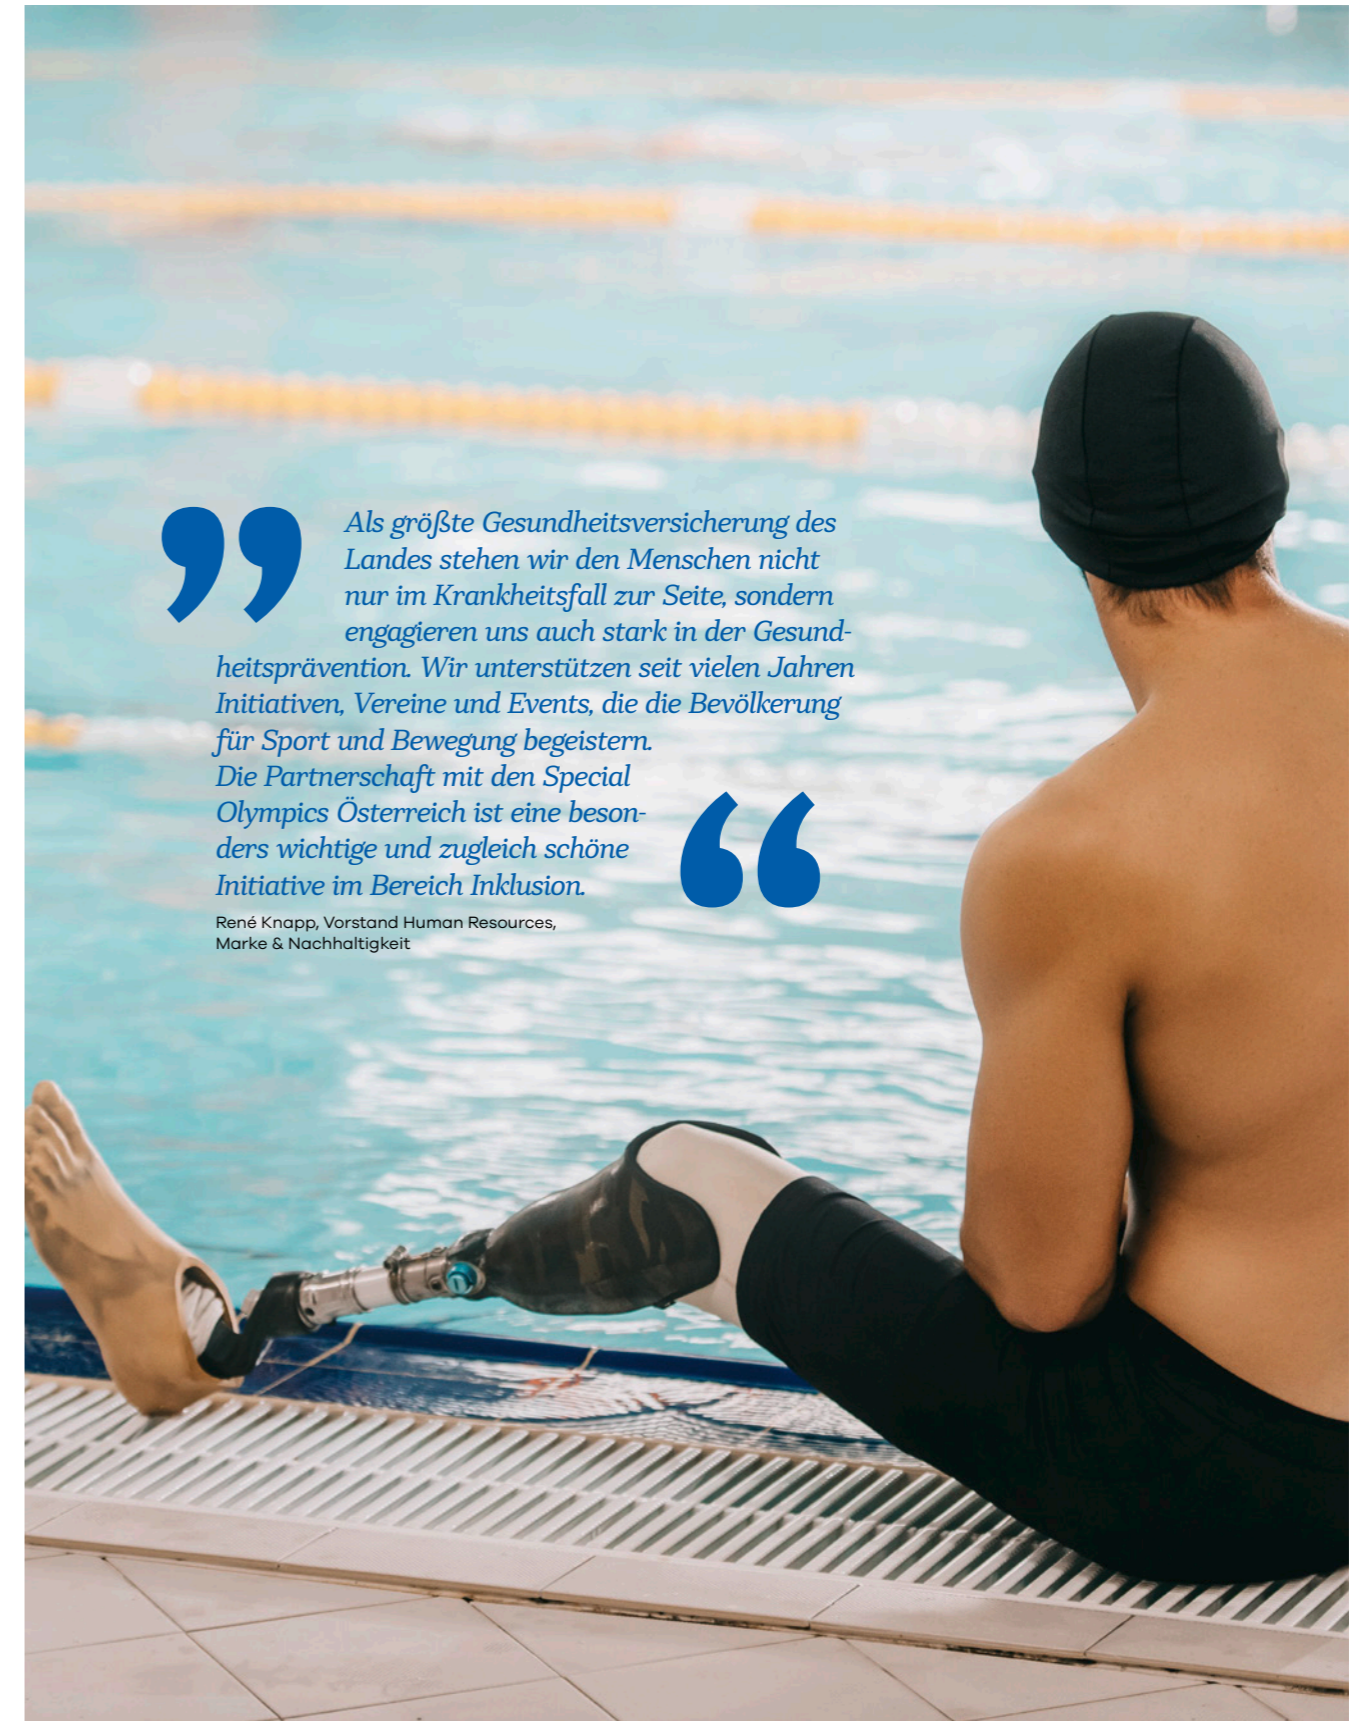 „
Als größte Gesundheitsversicherung des
Landes stehen wir den Menschen nicht
nur im Krankheitsfall zur Seite, sondern
engagieren uns auch stark in der Gesund-
heitsprävention. Wir unterstützen seit vielen Jahren
Initiativen, Vereine und Events, die die Bevölkerung
für Sport und Bewegung begeistern.
Die Partnerschaft mit den Special
Olympics Österreich ist eine beson-
ders wichtige und zugleich schöne
Initiative im Bereich Inklusion.
“
René Knapp, Vorstand Human Resources,
Marke & Nachhaltigkeit